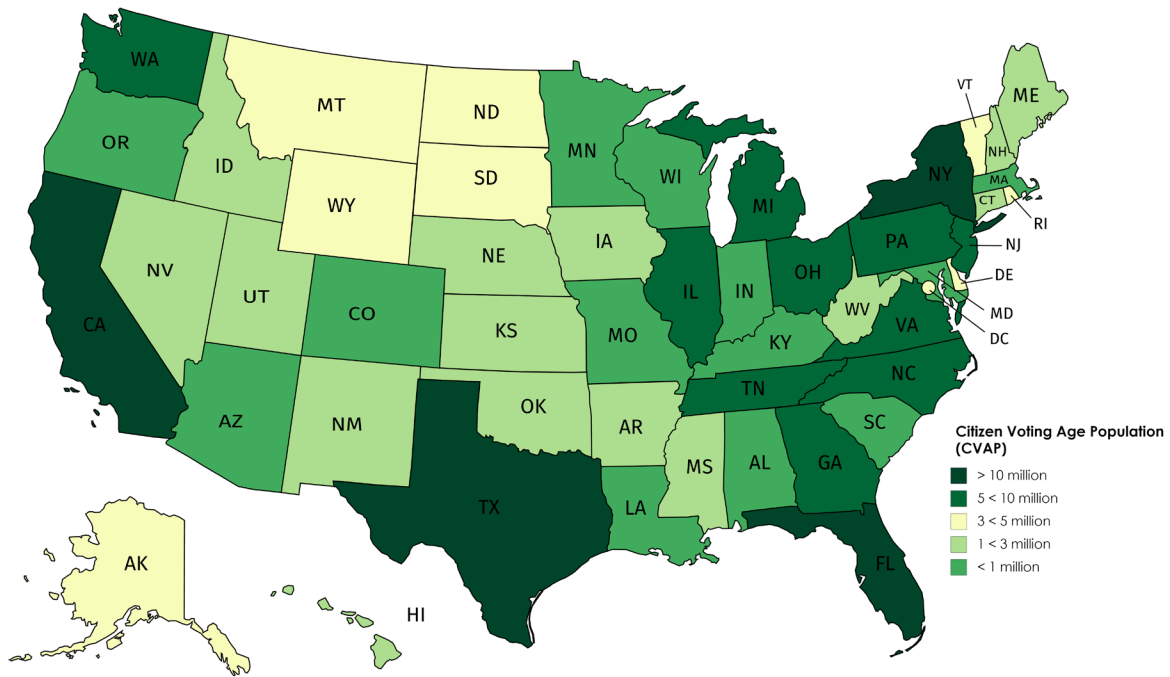 WA
OR
ID
MT
ND
SD
WY
NE
NV
UT
CO
KS
CA
AZ
NM
OK
TX
MN
WI
IA
MO
AR
LA
MS
AL
GA
FL
SC
NC
TN
KY
VA
WV
IL
IN
OH
MI
PA
NY
VT
NH
ME
MA
CT
RI
NJ
DE
MD
DC
AK
HI
Citizen Voting Age Population
(CVAP)
> 10 million
5 < 10 million
3 < 5 million
1 < 3 million
< 1 million